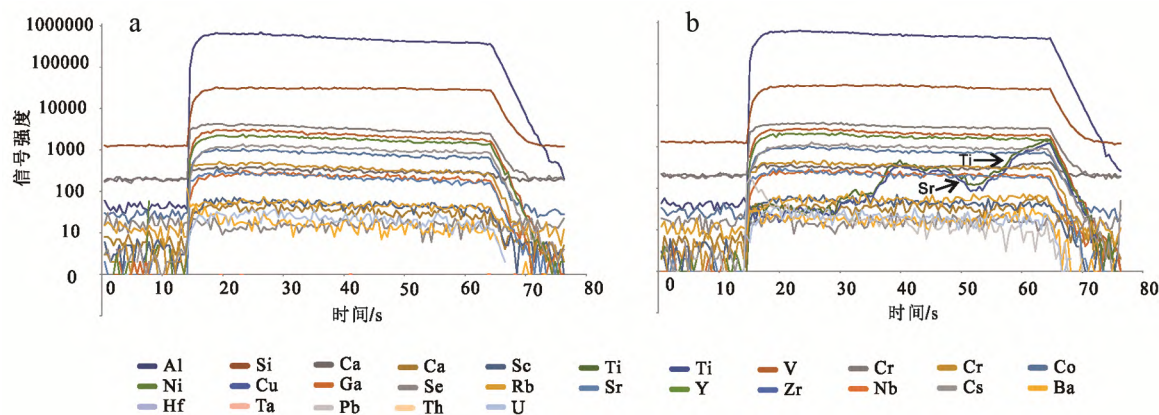 a
b
1000000
100000
10000
1000
100
10
0
信号强度
Ti
Sr
0 10 20 30 40 50 60 70 80
0 10 20 30 40 50 60 70 80
时间/s
时间/s
Al Si Ca Ca Sc Ti Ti V Cr Cr Co
Ni Cu Ga Se Rb Sr Y Zr Nb Cs Ba
Hf Ta Pb Th U